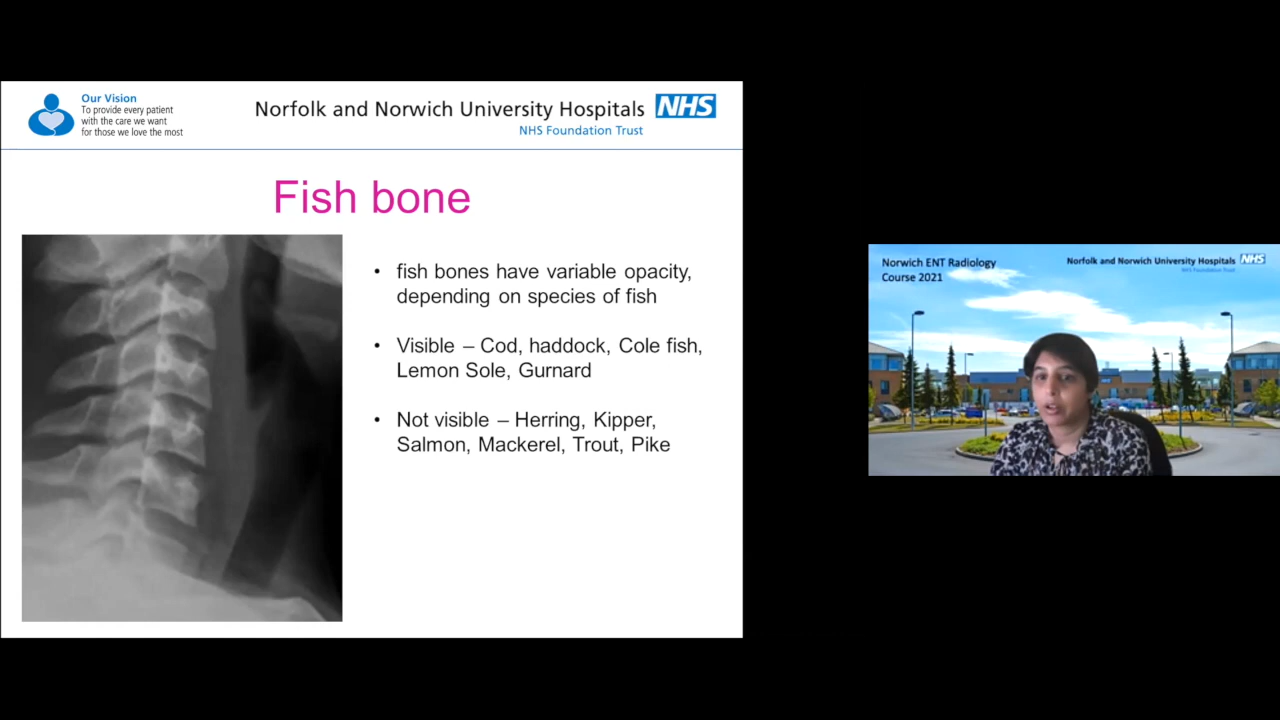 Our Vision
To provide every patient
with the care we want
for those we love the most
Norfolk and Norwich University Hospitals NHS
NHS Foundation Trust
Fish bone
• fish bones have variable opacity,
depending on species of fish
• Visible – Cod, haddock, Cole fish,
Lemon Sole, Gurnard
• Not visible – Herring, Kipper,
Salmon, Mackerel, Trout, Pike
Norwich ENT Radiology
Course 2021
Norfolk and Norwich University Hospitals NHS
NHS Foundation Trust